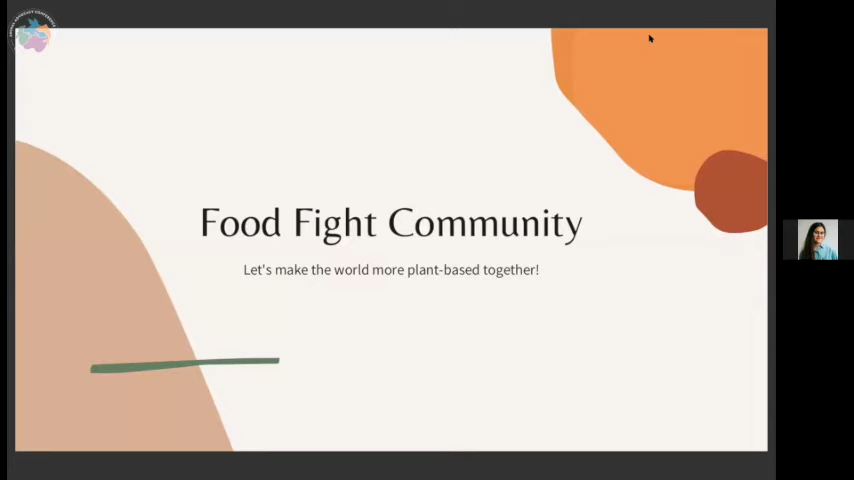 Food Fight Community
Let's make the world more plant-based together!